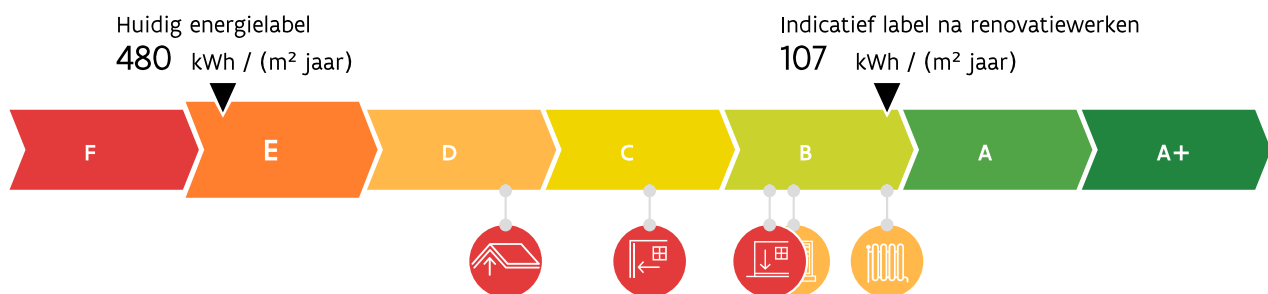 Huidig energielabel
480 kWh / (m² jaar)
Indicatief label na renovatiewerken
107 kWh / (m² jaar)
F E D C B A A+